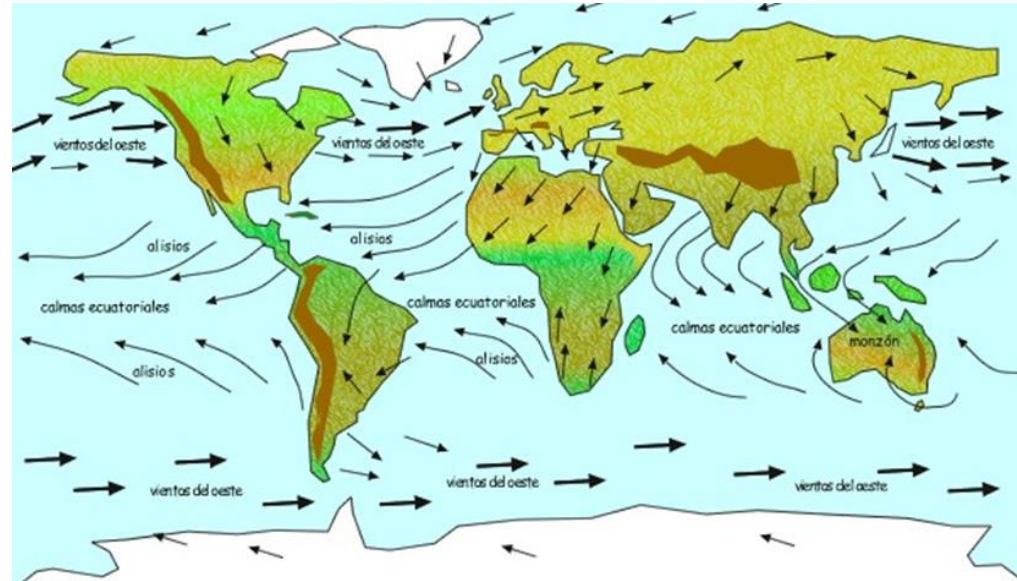 vientos del oeste
vientos del oeste
vientos del oeste
alisios
alisios
calmas ecuatoriales
calmas ecuatoriales
calmas ecuatoriales
monzón
alisios
alisios
vientos del oeste
vientos del oeste
vientos del oeste